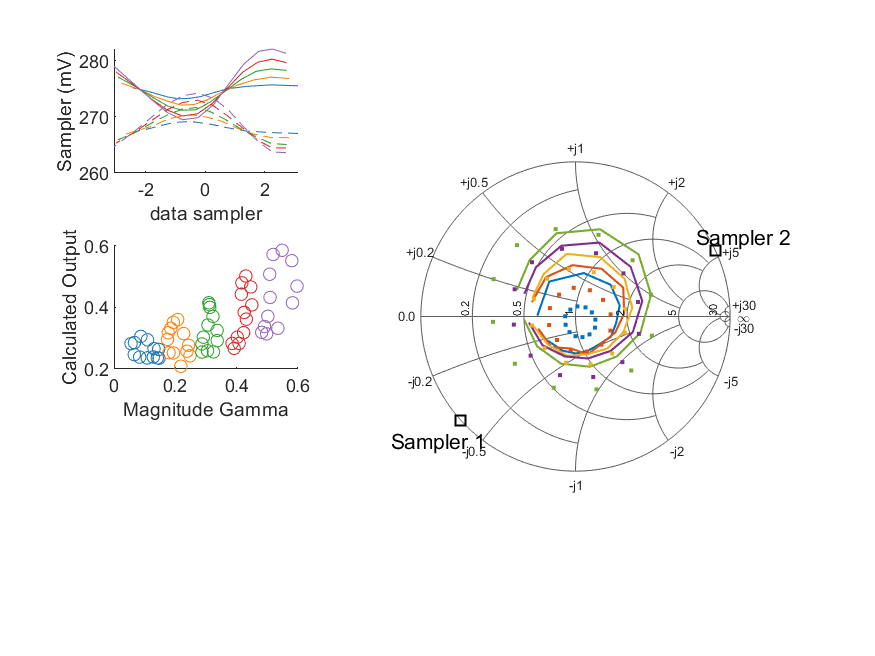 280
270
260
Sampler (mV)
-2 0 2
data sampler
0.6
0.4
0.2
Calculated Output
0 0.2 0.4 0.6
Magnitude Gamma
+j1
+j0.5
+j2
+j0.2
Sampler 2
+j5
0.0
0.2
0.5
1
2
5
30
+j30
∞
-j30
-j0.2
-j5
Sampler 1
-j0.5
-j2
-j1